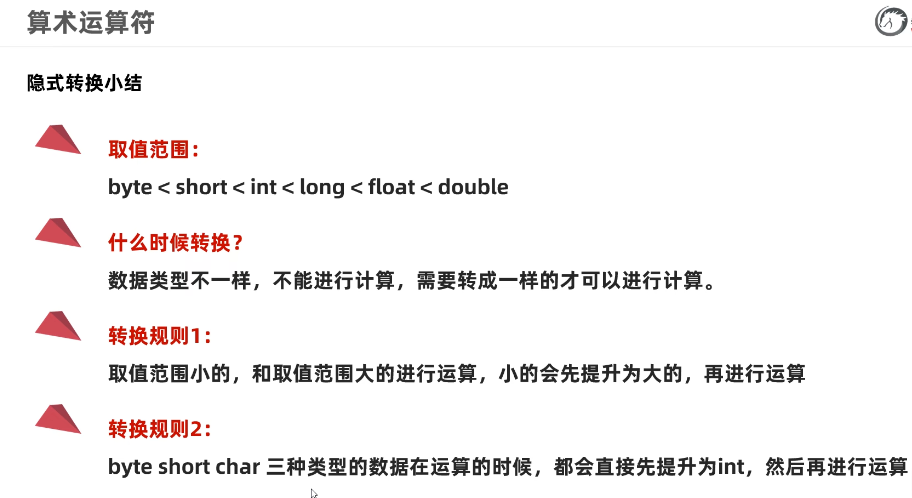 算术运算符
隐式转换小结
取值范围：
byte < short < int < long < float < double
什么时候转换？
数据类型不一样，不能进行计算，需要转成一样的才可以进行计算。
转换规则1：
取值范围小的，和取值范围大的进行运算，小的会先提升为大的，再进行运算
转换规则2：
byte short char 三种类型的数据在运算的时候，都会直接先提升为int，然后再进行运算